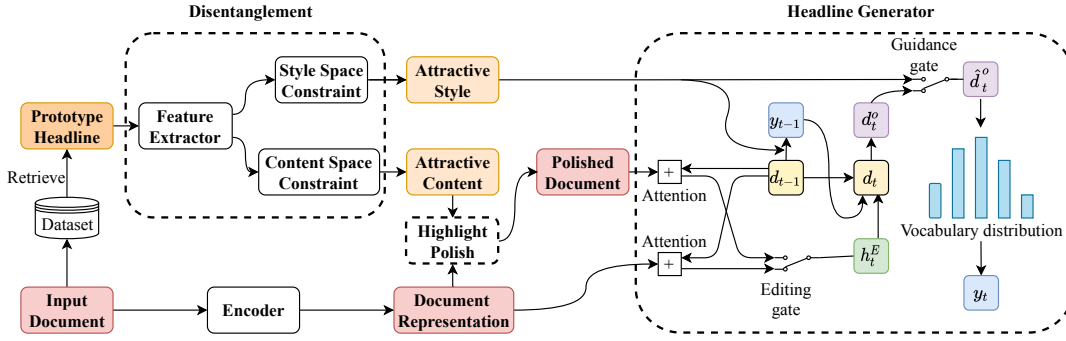 Disentanglement
Headline Generator
Prototype
Headline
Retrieve
Dataset
Input
Document
Feature
Extractor
Style Space
Constraint
Content Space
Constraint
Attractive
Style
Attractive
Content
Highlight
Polish
Encoder
Document
Representation
Polished
Document
+
Attention
Attention
+
y_{t-1}
d_{t-1}
d_t^o
d_t
h_t^E
Editing
gate
Guidance
gate
\hat{d}_t^o
Vocabulary distribution
y_t